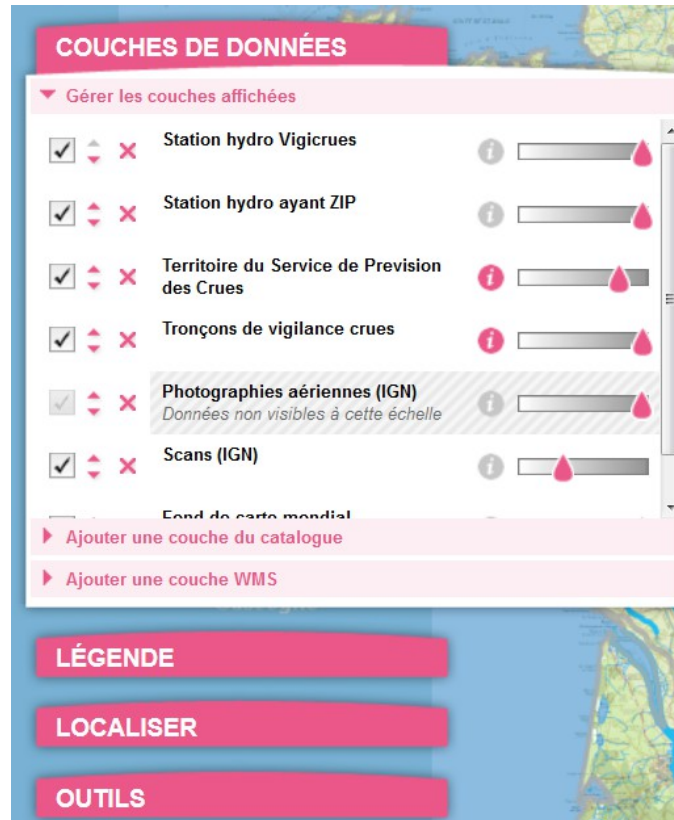 COUCHES DE DONNÉES
Gérer les couches affichées
Station hydro Vigicrues
Station hydro ayant ZIP
Territoire du Service de Prevision
des Crues
Tronçons de vigilance crues
Photographies aériennes (IGN)
Données non visibles à cette échelle
Scans (IGN)
Fond de carte mondial
Ajouter une couche du catalogue
Ajouter une couche WMS
LÉGENDE
LOCALISER
OUTILS